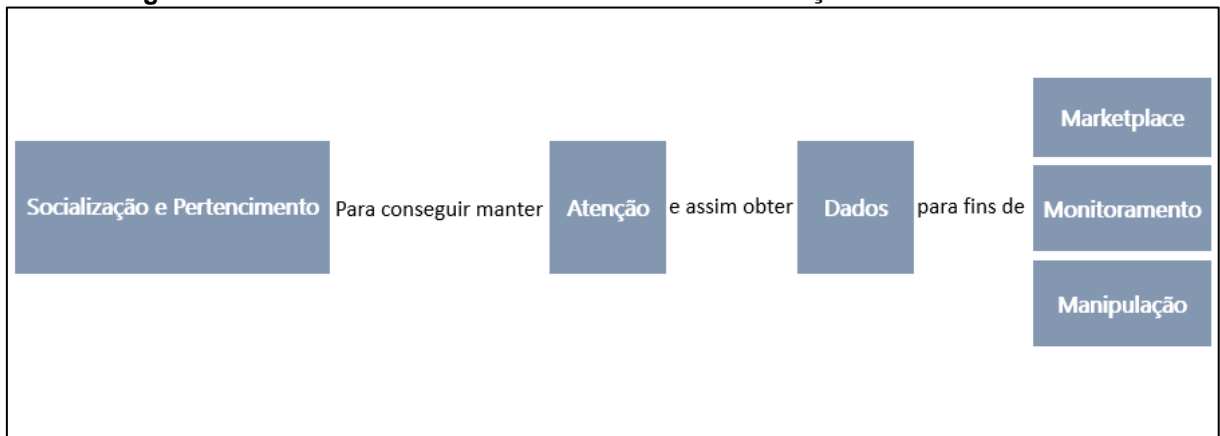 Socialização e Pertencimento Para conseguir manter Atenção e assim obter Dados para fins de
Marketplace
Monitoramento
Manipulação